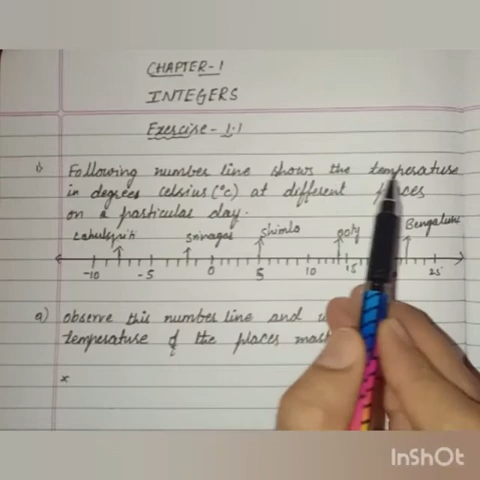 CHAPTER-1
INTEGERS
Exercise - 1.1
1) Following number line shows the temperature
in degrees celsius (°c) at different places
on a particular day.
Lahulspiti Srinagar Shimla ooty Bengaluru
-10 -5 0 5 10 15 25
a) observe this number line and
temperature of the places
x
InShOt